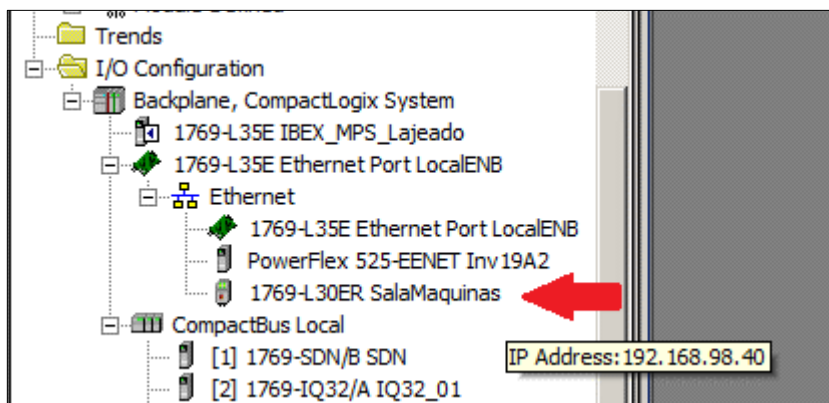 Trends
I/O Configuration
Backplane, CompactLogix System
1769-L35E IBEX_MPS_Lajeado
1769-L35E Ethernet Port LocalENB
Ethernet
1769-L35E Ethernet Port LocalENB
PowerFlex 525-EENET Inv19A2
1769-L30ER SalaMaquinas
CompactBus Local
[1] 1769-SDN/B SDN
IP Address:192.168.98.40
[2] 1769-IQ32/A IQ32_01